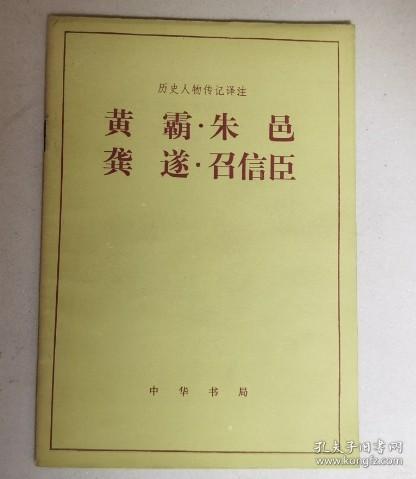 历史人物传记译注
黄 霸·朱 邑
龚 遂·召信臣
中华书局
孔夫子旧书网
www.kongfz.com